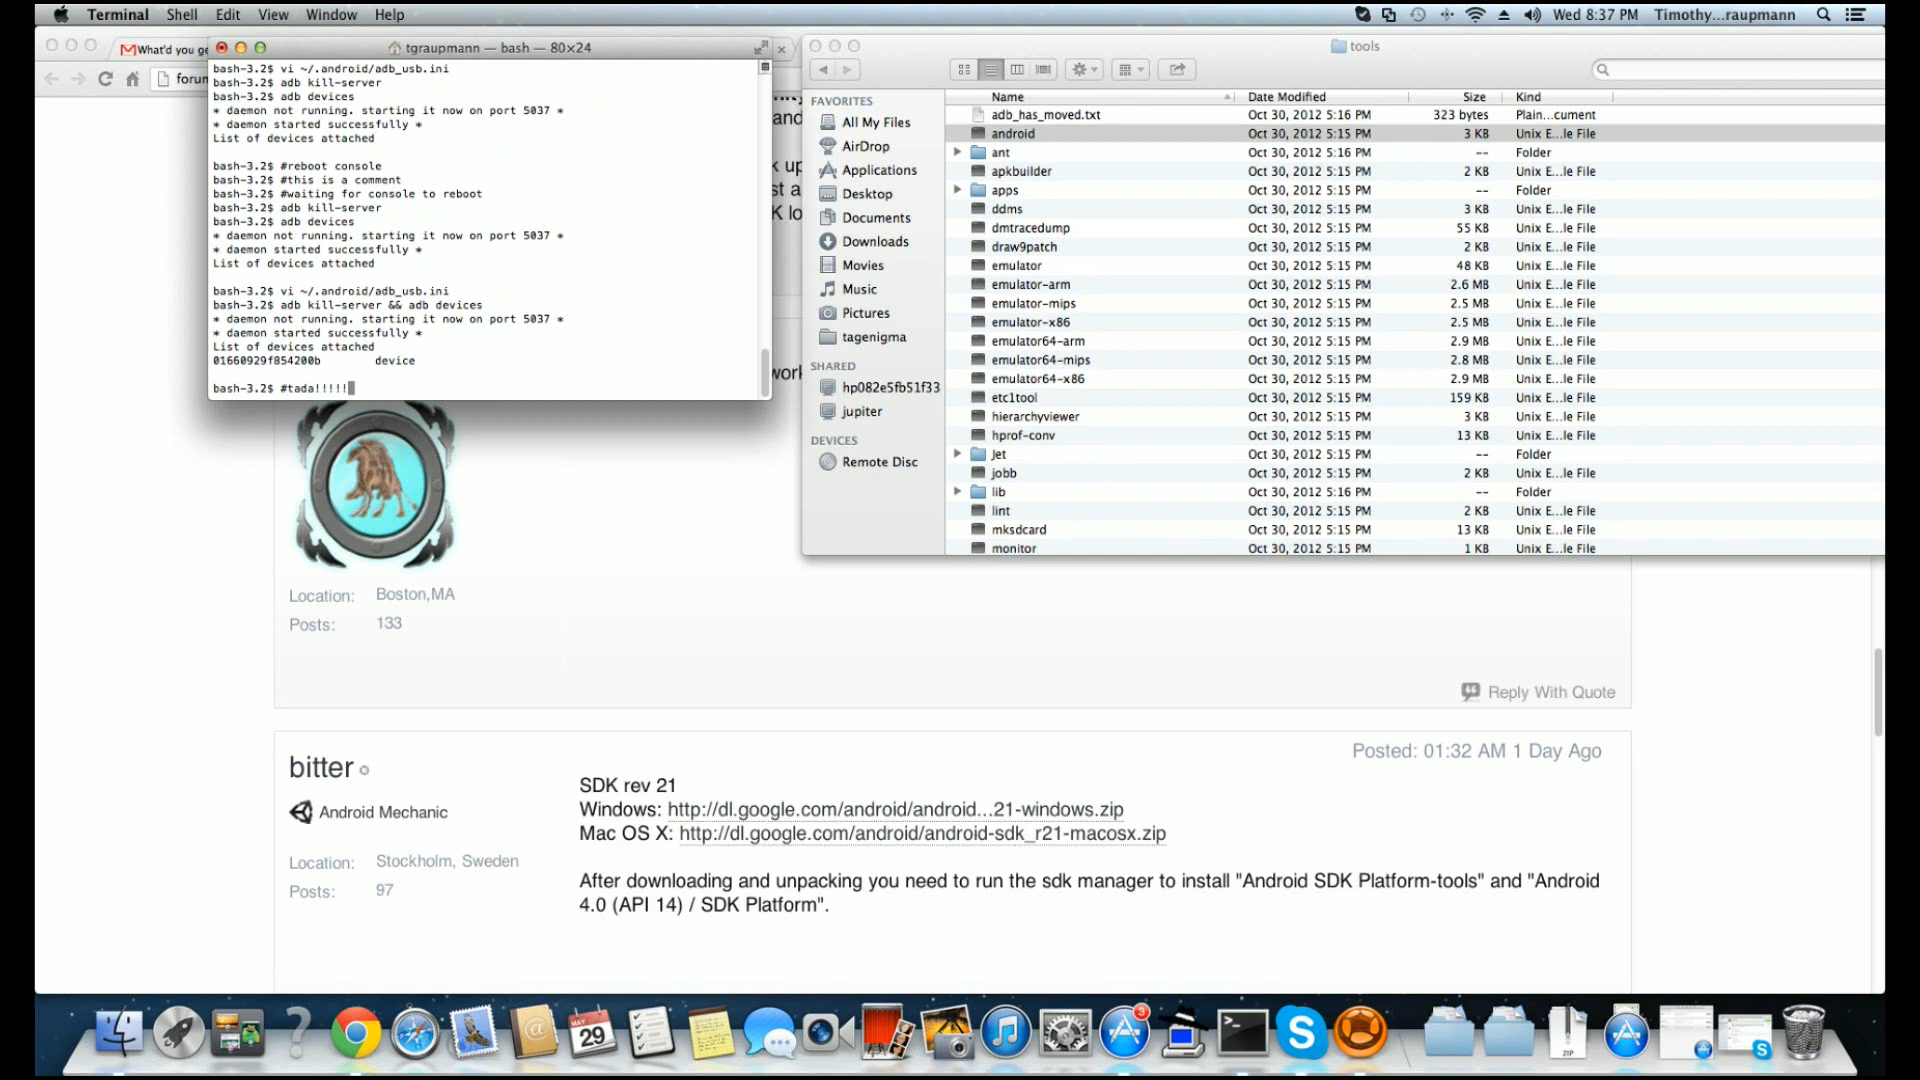 Terminal Shell Edit View Window Help
Wed 8:37 PM Timothy...raupmann
What'd you ge
forun
tgraupmann — bash — 80×24
bash-3.2$ vi ~/.android/adb_usb.ini
bash-3.2$ adb kill-server
bash-3.2$ adb devices
* daemon not running. starting it now on port 5037 *
* daemon started successfully *
List of devices attached
bash-3.2$ #reboot console
bash-3.2$ #this is a comment
bash-3.2$ #waiting for console to reboot
bash-3.2$ adb kill-server
bash-3.2$ adb devices
* daemon not running. starting it now on port 5037 *
* daemon started successfully *
List of devices attached
bash-3.2$ vi ~/.android/adb_usb.ini
bash-3.2$ adb kill-server && adb devices
* daemon not running. starting it now on port 5037 *
* daemon started successfully *
List of devices attached
01660929f854200b device
bash-3.2$ #tada!!!!!
and
k up
st a
K lo
work
tools
FAVORITES
All My Files
AirDrop
Applications
Desktop
Documents
Downloads
Movies
Music
Pictures
tagenigma
SHARED
hp082e5fb51f33
jupiter
DEVICES
Remote Disc
Name Date Modified Size Kind
adb_has_moved.txt Oct 30, 2012 5:16 PM 323 bytes Plain...cument
android Oct 30, 2012 5:15 PM 3 KB Unix E...le File
ant Oct 30, 2012 5:16 PM -- Folder
apkbuilder Oct 30, 2012 5:15 PM 2 KB Unix E...le File
apps Oct 30, 2012 5:15 PM -- Folder
ddms Oct 30, 2012 5:15 PM 3 KB Unix E...le File
dmtracedump Oct 30, 2012 5:15 PM 55 KB Unix E...le File
draw9patch Oct 30, 2012 5:15 PM 2 KB Unix E...le File
emulator Oct 30, 2012 5:15 PM 48 KB Unix E...le File
emulator-arm Oct 30, 2012 5:15 PM 2.6 MB Unix E...le File
emulator-mips Oct 30, 2012 5:15 PM 2.5 MB Unix E...le File
emulator-x86 Oct 30, 2012 5:15 PM 2.5 MB Unix E...le File
emulator64-arm Oct 30, 2012 5:15 PM 2.9 MB Unix E...le File
emulator64-mips Oct 30, 2012 5:15 PM 2.8 MB Unix E...le File
emulator64-x86 Oct 30, 2012 5:15 PM 2.9 MB Unix E...le File
etc1tool Oct 30, 2012 5:15 PM 159 KB Unix E...le File
hierarchyviewer Oct 30, 2012 5:15 PM 3 KB Unix E...le File
hprof-conv Oct 30, 2012 5:15 PM 13 KB Unix E...le File
Jet Oct 30, 2012 5:15 PM -- Folder
jobb Oct 30, 2012 5:15 PM 2 KB Unix E...le File
lib Oct 30, 2012 5:16 PM -- Folder
lint Oct 30, 2012 5:15 PM 2 KB Unix E...le File
mksdcard Oct 30, 2012 5:15 PM 13 KB Unix E...le File
monitor Oct 30, 2012 5:15 PM 1 KB Unix E...le File
Location: Boston,MA
Posts: 133
Reply With Quote
Posted: 01:32 AM 1 Day Ago
bitter
Android Mechanic
Location: Stockholm, Sweden
Posts: 97
SDK rev 21
Windows: http://dl.google.com/android/android...21-windows.zip
Mac OS X: http://dl.google.com/android/android-sdk_r21-macosx.zip
After downloading and unpacking you need to run the sdk manager to install "Android SDK Platform-tools" and "Android
4.0 (API 14) / SDK Platform".
MAY
29
3
ZIP